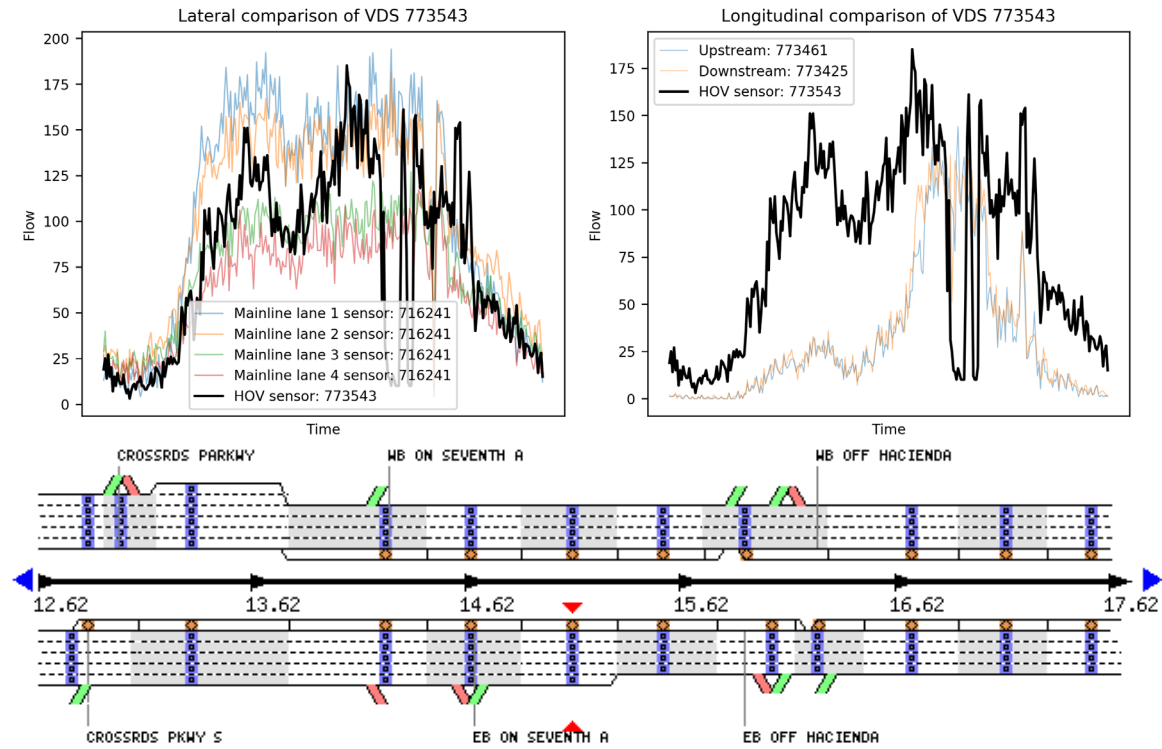 Lateral comparison of VDS 773543
Longitudinal comparison of VDS 773543
200
175
150
125
100
75
50
25
0
Flow
Time
Mainline lane 1 sensor: 716241
Mainline lane 2 sensor: 716241
Mainline lane 3 sensor: 716241
Mainline lane 4 sensor: 716241
HOV sensor: 773543
175
150
125
100
75
50
25
0
Flow
Time
Upstream: 773461
Downstream: 773425
HOV sensor: 773543
CROSSRDS PARKWY
WB ON SEVENTH A
WB OFF HACIENDA
12.62
13.62
14.62
15.62
16.62
17.62
CROSSRDS PKWY S
EB ON SEVENTH A
EB OFF HACIENDA